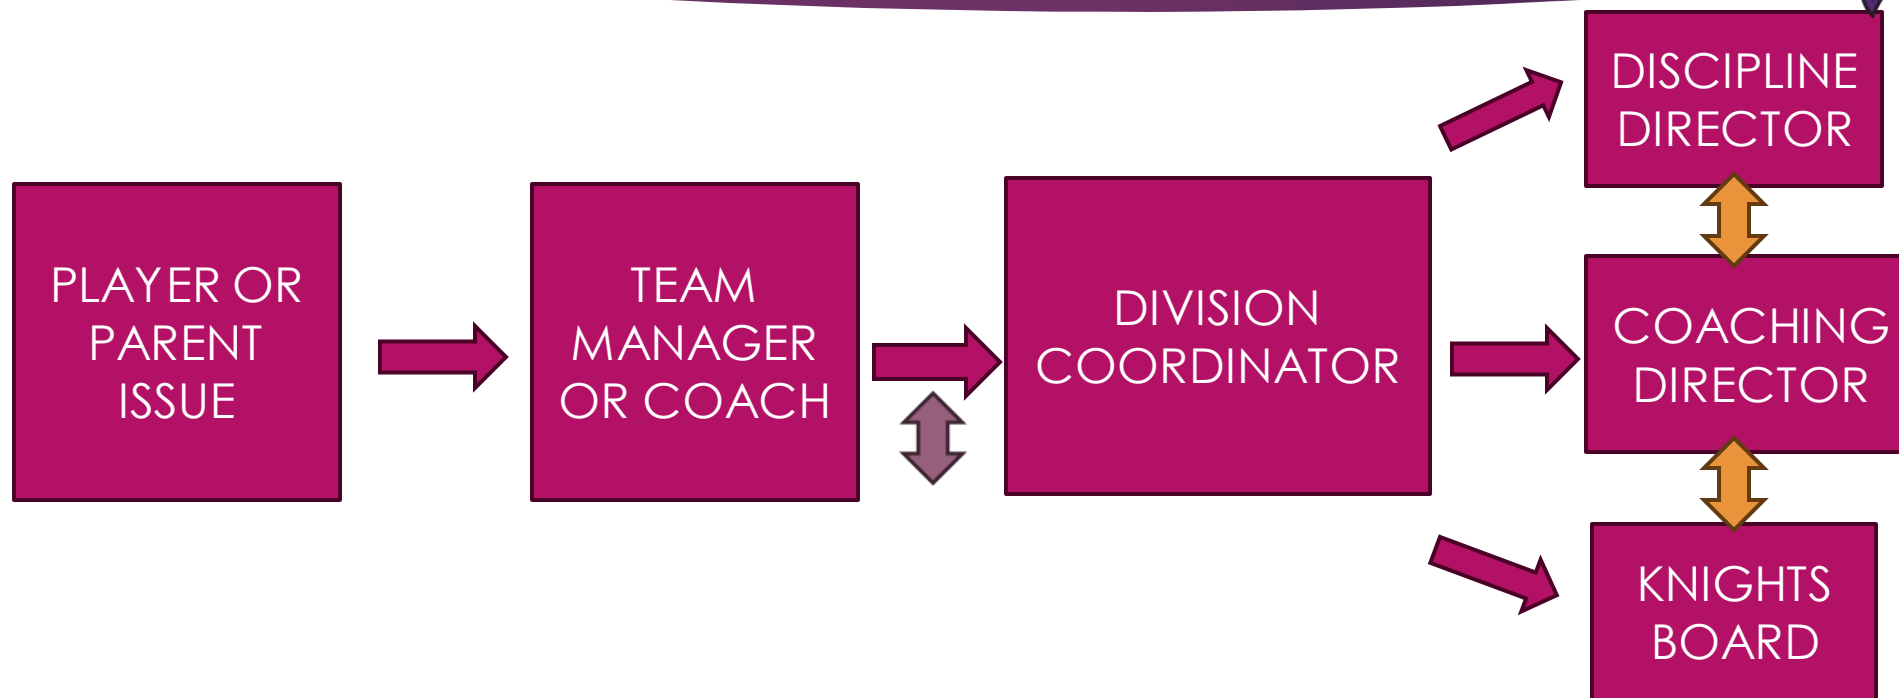 PLAYER OR
PARENT
ISSUE
TEAM
MANAGER
OR COACH
DIVISION
COORDINATOR
DISCIPLINE
DIRECTOR
COACHING
DIRECTOR
KNIGHTS
BOARD